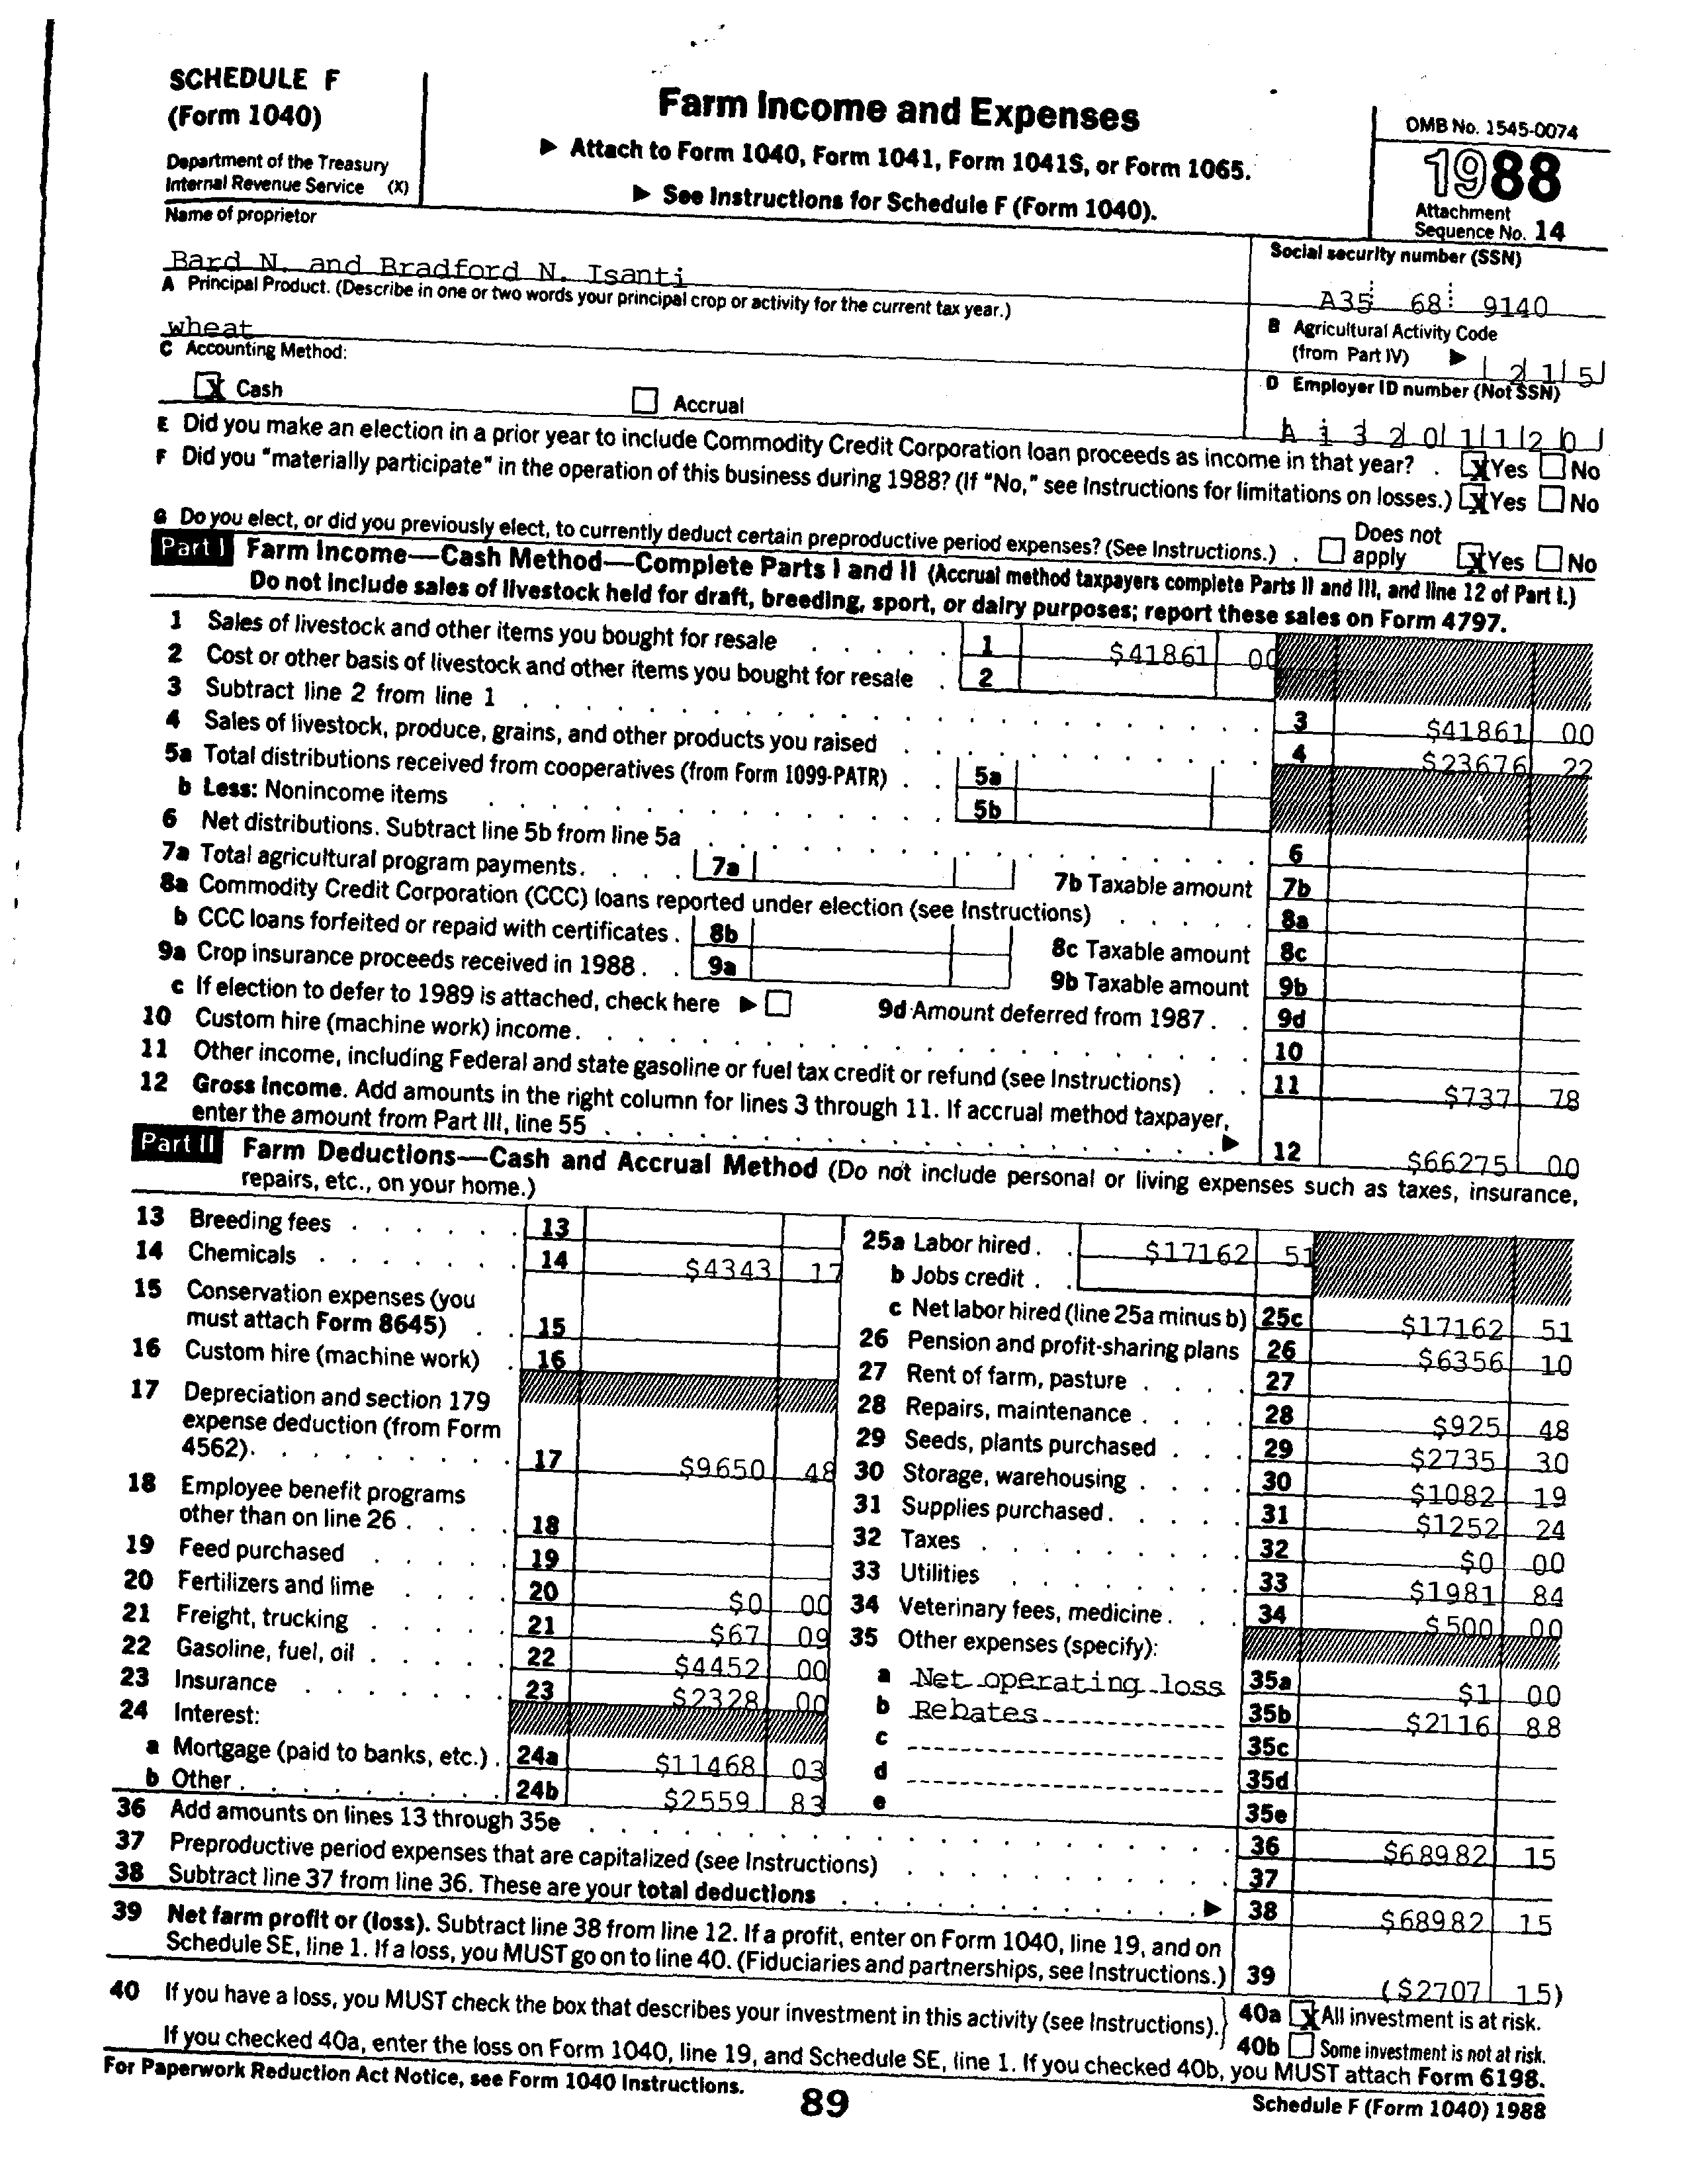 SCHEDULE F
(Form 1040)
Department of the Treasury
Internal Revenue Service (X)
Farm Income and Expenses
▶ Attach to Form 1040, Form 1041, Form 1041S, or Form 1065.
▶ See Instructions for Schedule F (Form 1040).
OMB No. 1545-0074
1988
Attachment
Sequence No. 14
Name of proprietor
Bard N. and Bradford N. Isanti
Social security number (SSN)
A35 68 9140
A Principal Product. (Describe in one or two words your principal crop or activity for the current tax year.)
wheat
B Agricultural Activity Code
(from Part IV) ▶ 2 1 5
C Accounting Method:
X Cash Accrual
D Employer ID number (Not SSN)
A i 3 2 0 1 1 2 0
E Did you make an election in a prior year to include Commodity Credit Corporation loan proceeds as income in that year? . X Yes No
F Did you "materially participate" in the operation of this business during 1988? (If "No," see Instructions for limitations on losses.) X Yes No
G Do you elect, or did you previously elect, to currently deduct certain preproductive period expenses? (See Instructions.) . Does not apply X Yes No
Part I Farm Income—Cash Method—Complete Parts I and II (Accrual method taxpayers complete Parts II and III, and line 12 of Part I.)
Do not include sales of livestock held for draft, breeding, sport, or dairy purposes; report these sales on Form 4797.
1 Sales of livestock and other items you bought for resale . . . . . 1 $41861 00
2 Cost or other basis of livestock and other items you bought for resale . 2
3 Subtract line 2 from line 1 . . . . . 3 $41861 00
4 Sales of livestock, produce, grains, and other products you raised . . . . . 4 $23676 22
5a Total distributions received from cooperatives (from Form 1099-PATR) . . 5a
b Less: Nonincome items . . . . . 5b
6 Net distributions. Subtract line 5b from line 5a . . . . . 6
7a Total agricultural program payments. . . . . 7a 7b Taxable amount 7b
8a Commodity Credit Corporation (CCC) loans reported under election (see Instructions) . . . . . 8a
b CCC loans forfeited or repaid with certificates . 8b 8c Taxable amount 8c
9a Crop insurance proceeds received in 1988 . . 9a 9b Taxable amount 9b
c If election to defer to 1989 is attached, check here ▶ 9d Amount deferred from 1987 . . 9d
10 Custom hire (machine work) income . . . . . 10
11 Other income, including Federal and state gasoline or fuel tax credit or refund (see Instructions) . . 11 $737 78
12 Gross income. Add amounts in the right column for lines 3 through 11. If accrual method taxpayer,
enter the amount from Part III, line 55 . . . . . ▶ 12 $66275 00
Part II Farm Deductions—Cash and Accrual Method (Do not include personal or living expenses such as taxes, insurance,
repairs, etc., on your home.)
13 Breeding fees . . . . . 13
14 Chemicals . . . . . 14 $4343 17
15 Conservation expenses (you
must attach Form 8645) . . 15
16 Custom hire (machine work) . 16
17 Depreciation and section 179
expense deduction (from Form
4562). . . . . . 17 $9650 48
18 Employee benefit programs
other than on line 26 . . . . 18
19 Feed purchased . . . . . 19
20 Fertilizers and lime . . . . 20 $0 00
21 Freight, trucking . . . . . 21 $67 09
22 Gasoline, fuel, oil . . . . . 22 $4452 00
23 Insurance . . . . . 23 $2328 00
24 Interest:
a Mortgage (paid to banks, etc.) . 24a $11468 03
b Other . . . . . 24b $2559 83
25a Labor hired . . $17162 51
b Jobs credit . .
c Net labor hired (line 25a minus b) 25c $17162 51
26 Pension and profit-sharing plans 26 $6356 10
27 Rent of farm, pasture . . . . 27
28 Repairs, maintenance . . . . 28 $925 48
29 Seeds, plants purchased . . . 29 $2735 30
30 Storage, warehousing . . . . 30 $1082 19
31 Supplies purchased . . . . . 31 $1252 24
32 Taxes . . . . . 32 $0 00
33 Utilities . . . . . 33 $1981 84
34 Veterinary fees, medicine . . . 34 $500 00
35 Other expenses (specify):
a Net operating loss 35a $1 00
b Rebates 35b $2116 88
c 35c
d 35d
e 35e
36 Add amounts on lines 13 through 35e . . . . . 36 $68982 15
37 Preproductive period expenses that are capitalized (see Instructions) . . . . . 37
38 Subtract line 37 from line 36. These are your total deductions . . . . . ▶ 38 $68982 15
39 Net farm profit or (loss). Subtract line 38 from line 12. If a profit, enter on Form 1040, line 19, and on
Schedule SE, line 1. If a loss, you MUST go on to line 40. (Fiduciaries and partnerships, see Instructions.) 39 ($2707 15)
40 If you have a loss, you MUST check the box that describes your investment in this activity (see Instructions). 40a X All investment is at risk.
40b Some investment is not at risk.
If you checked 40a, enter the loss on Form 1040, line 19, and Schedule SE, line 1. If you checked 40b, you MUST attach Form 6198.
For Paperwork Reduction Act Notice, see Form 1040 Instructions.
89
Schedule F (Form 1040) 1988